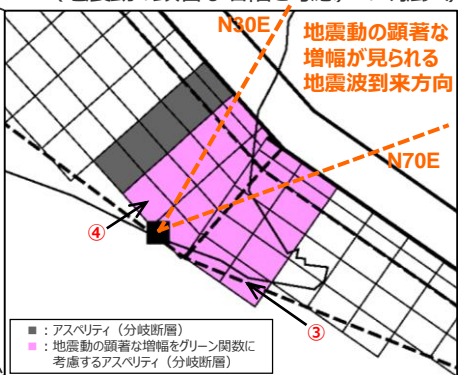 N30E
地震動の顕著な
増幅が見られる
地震波到来方向
N70E
④
③
■ : アスペリティ（分岐断層）
■ : 地震動の顕著な増幅をグリーン関数に
考慮するアスペリティ（分岐断層）